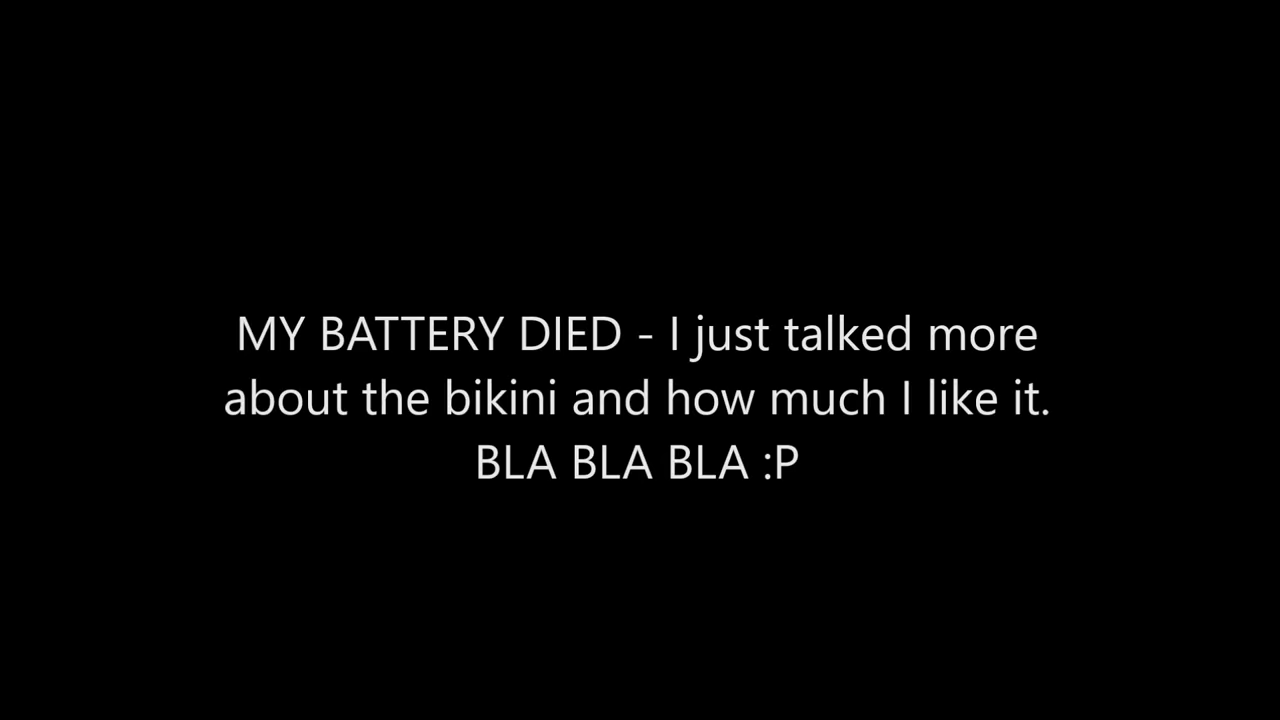 MY BATTERY DIED - I just talked more
about the bikini and how much I like it.
BLA BLA BLA :P